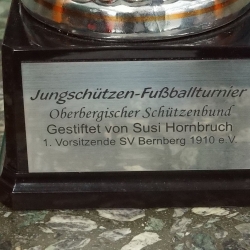 Jungschützen-Fußballturnier
Oberbergischer Schützenbund
Gestiftet von Susi Hornbruch
1. Vorsitzende SV Bernberg 1910 e.V.